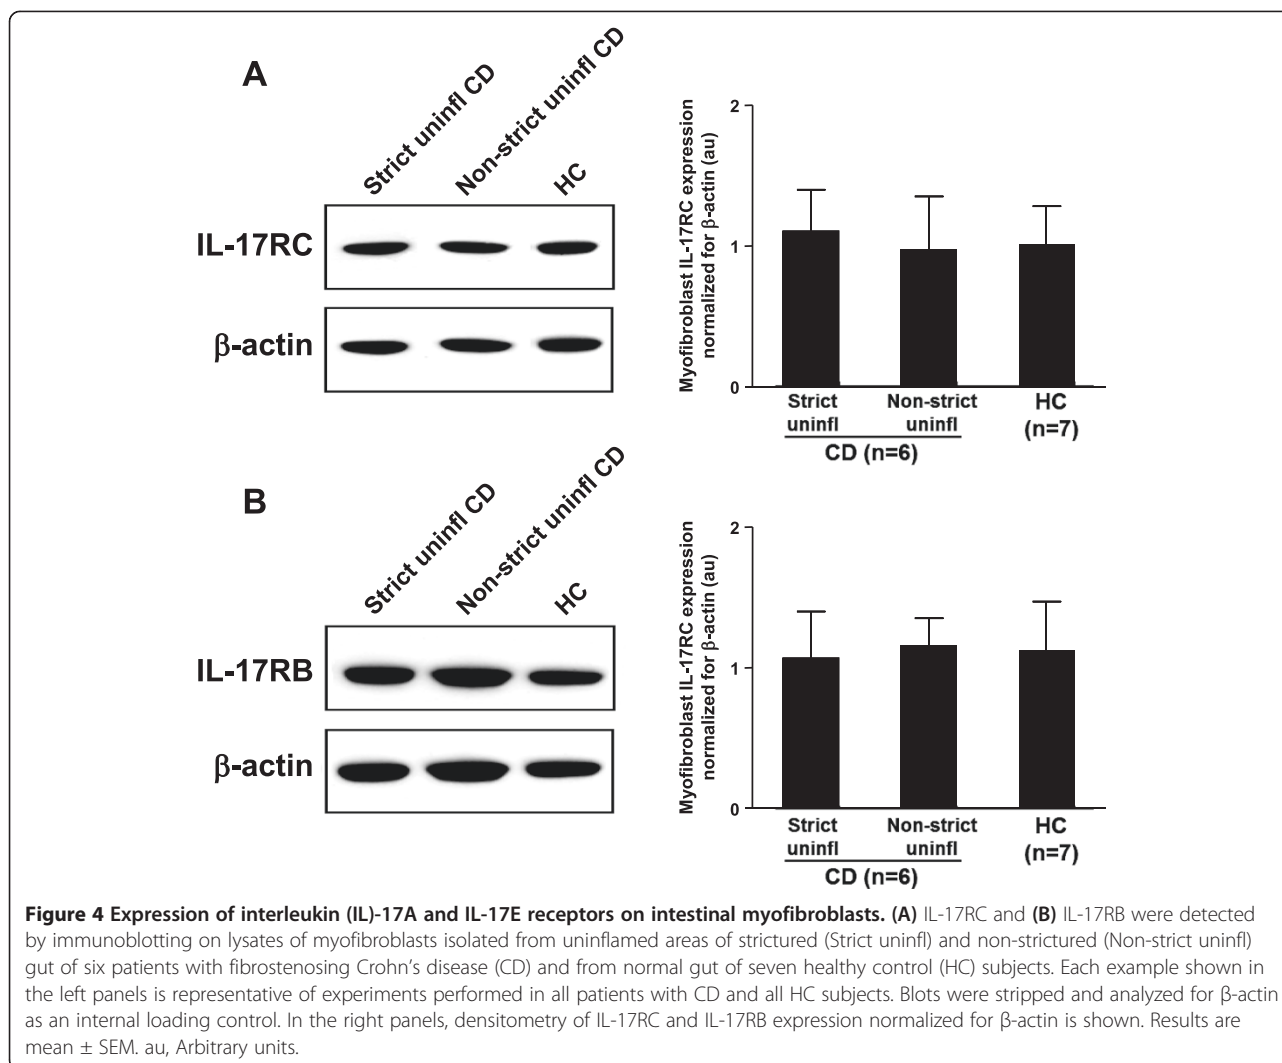 A
Strict uninfl CD
Non-strict uninfl CD
HC
IL-17RC
β-actin
Myofibroblast IL-17RC expression
normalized for β-actin (au)
2
1
0
Strict
uninfl
Non-strict
uninfl
CD (n=6)
HC
(n=7)
B
Strict uninfl CD
Non-strict uninfl CD
HC
IL-17RB
β-actin
Myofibroblast IL-17RC expression
normalized for β-actin (au)
2
1
0
Strict
uninfl
Non-strict
uninfl
CD (n=6)
HC
(n=7)
Figure 4 Expression of interleukin (IL)-17A and IL-17E receptors on intestinal myofibroblasts. (A) IL-17RC and (B) IL-17RB were detected
by immunoblotting on lysates of myofibroblasts isolated from uninflamed areas of strictured (Strict uninfl) and non-strictured (Non-strict uninfl)
gut of six patients with fibrostenosing Crohn's disease (CD) and from normal gut of seven healthy control (HC) subjects. Each example shown in
the left panels is representative of experiments performed in all patients with CD and all HC subjects. Blots were stripped and analyzed for β-actin
as an internal loading control. In the right panels, densitometry of IL-17RC and IL-17RB expression normalized for β-actin is shown. Results are
mean ± SEM. au, Arbitrary units.